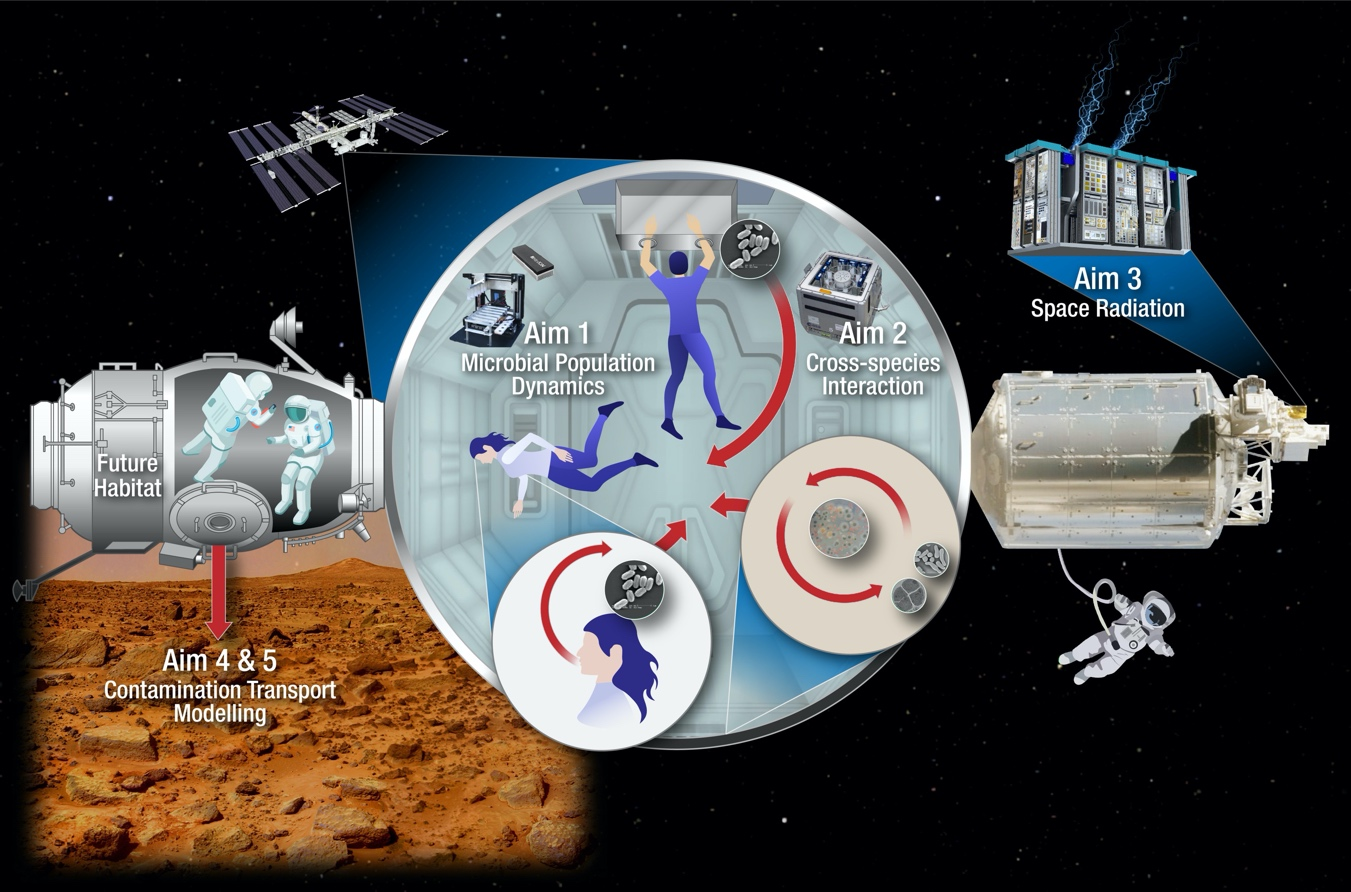 Aim 3
Space Radiation
Aim 1
Microbial Population
Dynamics
Aim 2
Cross-species
Interaction
Future
Habitat
Aim 4 & 5
Contamination Transport
Modelling